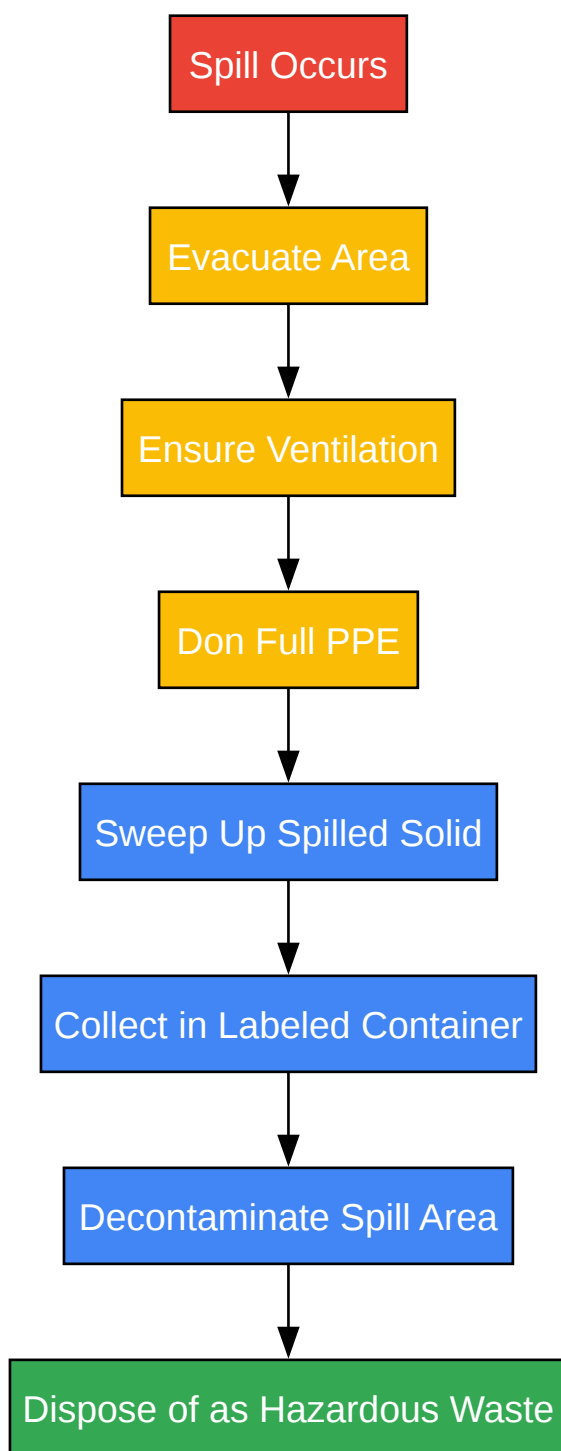 Spill Occurs
Evacuate Area
Ensure Ventilation
Don Full PPE
Sweep Up Spilled Solid
Collect in Labeled Container
Decontaminate Spill Area
Dispose of as Hazardous Waste